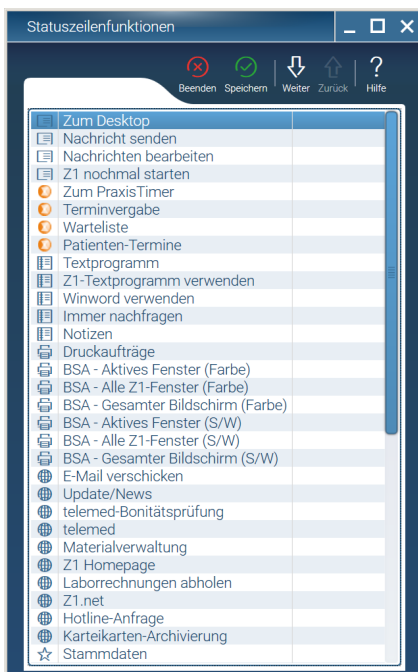 Statuszeilenfunktionen
Beenden Speichern Weiter Zurück Hilfe
Zum Desktop
Nachricht senden
Nachrichten bearbeiten
Z1 nochmal starten
Zum PraxisTimer
Terminvergabe
Warteliste
Patienten-Termine
Textprogramm
Z1-Textprogramm verwenden
Winword verwenden
Immer nachfragen
Notizen
Druckaufträge
BSA - Aktives Fenster (Farbe)
BSA - Alle Z1-Fenster (Farbe)
BSA - Gesamter Bildschirm (Farbe)
BSA - Aktives Fenster (S/W)
BSA - Alle Z1-Fenster (S/W)
BSA - Gesamter Bildschirm (S/W)
E-Mail verschicken
Update/News
telemed-Bonitätsprüfung
telemed
Materialverwaltung
Z1 Homepage
Laborrechnungen abholen
Z1.net
Hotline-Anfrage
Karteikarten-Archivierung
Stammdaten